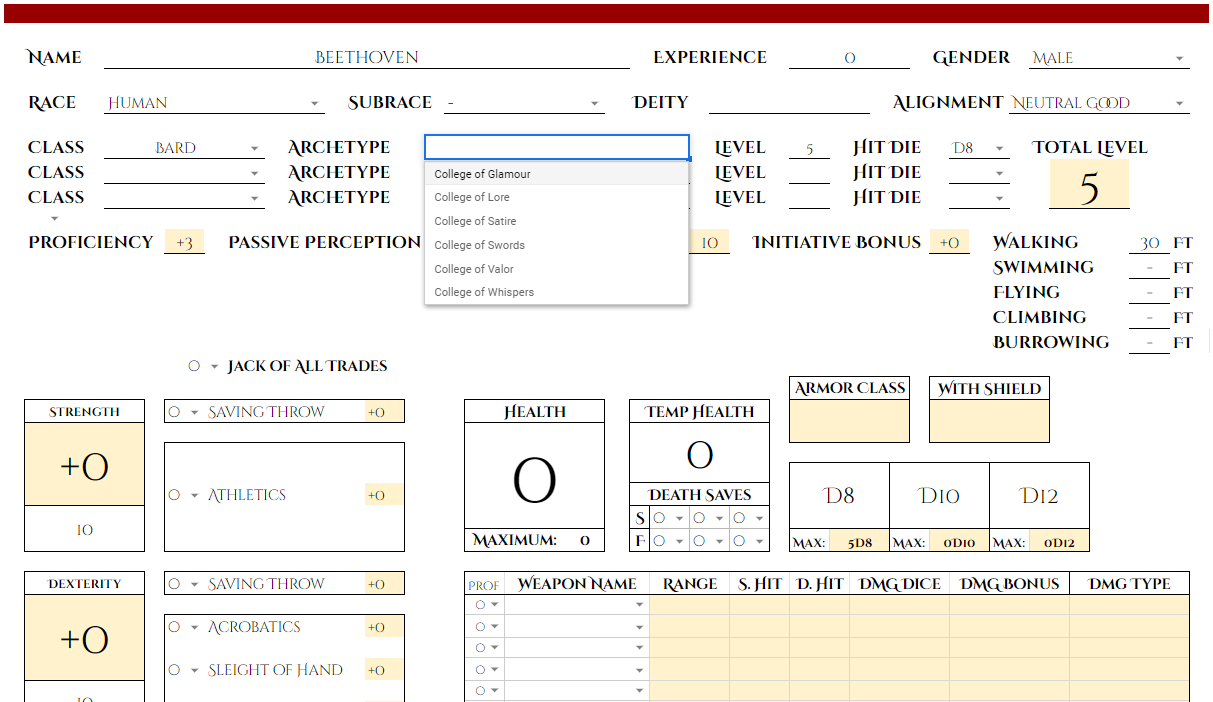 Name Beethoven Experience 0 Gender Male
Race Human Subrace - Deity Alignment Neutral Good
Class Bard Archetype Level 5 Hit Die D8 Total Level
Class Archetype Level Hit Die 5
Class Archetype Level Hit Die
College of Glamour
College of Lore
College of Satire
College of Swords
College of Valor
College of Whispers
Proficiency +3 Passive Perception 10 Initiative Bonus +0 Walking 30 ft
Swimming - ft
Flying - ft
Climbing - ft
Burrowing - ft
Jack of All Trades
Armor Class With Shield
Strength Saving Throw +0 Health Temp Health
+0 0 0
Athletics +0 D8 D10 D12
Death Saves
S
10 Maximum: 0 F Max: 5D8 Max: 0D10 Max: 0D12
Dexterity Saving Throw +0 Prof Weapon Name Range S. Hit D. Hit Dmg Dice Dmg Bonus Dmg Type
+0 Acrobatics +0
Sleight of Hand +0
10